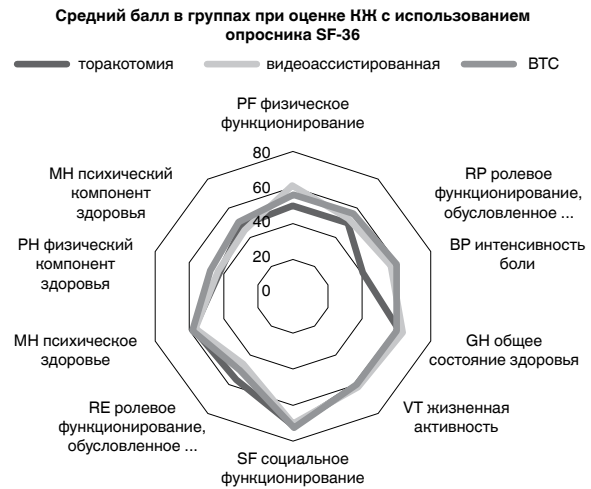 Средний балл в группах при оценке КЖ с использованием
опросника SF-36
торакотомия видеоассистированная ВТС
PF физическое
функционирование
80
60
40
20
0
МН психический
компонент
здоровья
RP ролевое
функционирование,
обусловленное ...
PH физический
компонент
здоровья
BP интенсивность
боли
МН психическое
здоровье
GH общее
состояние здоровья
RE ролевое
функционирование,
обусловленное ...
VT жизненная
активность
SF социальное
функционирование